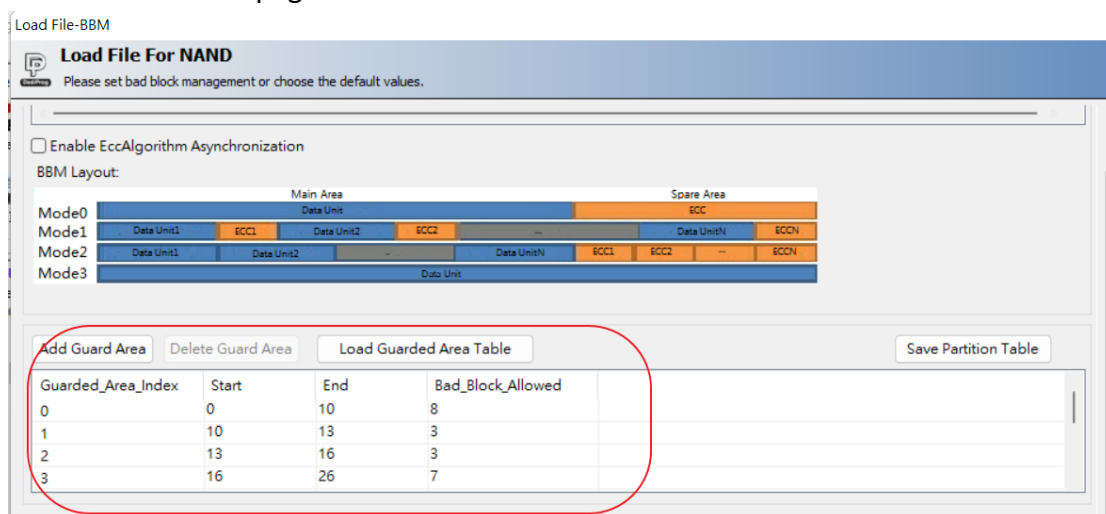 Load File-BBM
Load File For NAND
Please set bad block management or choose the default values.
Enable EccAlgorithm Asynchronization
BBM Layout:
Main Area Spare Area
Mode0 Data Unit ECC
Mode1 Data Unit1 ECC1 Data Unit2 ECC2 ... Data UnitN ECCN
Mode2 Data Unit1 Data Unit2 Data UnitN ECC1 ECC2 ... ECCN
Mode3 Data Unit
Add Guard Area Delete Guard Area Load Guarded Area Table Save Partition Table
Guarded_Area_Index Start End Bad_Block_Allowed
0 0 10 8
1 10 13 3
2 13 16 3
3 16 26 7